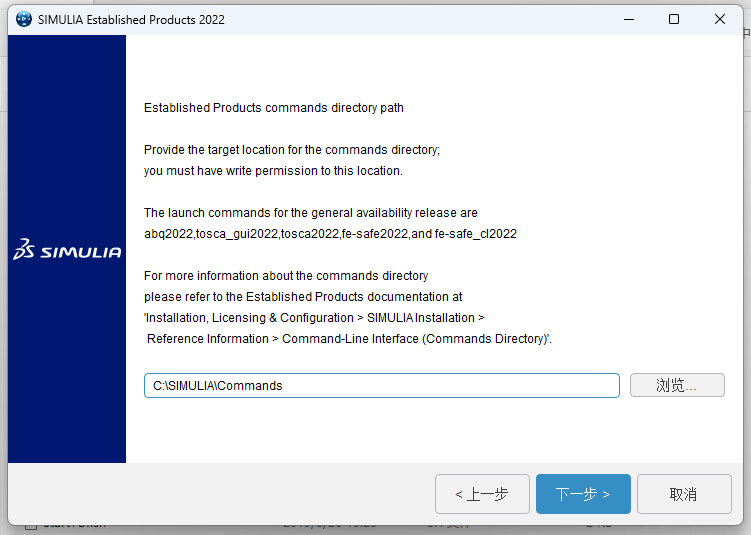 SIMULIA Established Products 2022
中
Established Products commands directory path
Provide the target location for the commands directory;
you must have write permission to this location.
The launch commands for the general availability release are
abq2022,tosca_gui2022,tosca2022,fe-safe2022,and fe-safe_cl2022
For more information about the commands directory
please refer to the Established Products documentation at
'Installation, Licensing & Configuration > SIMULIA Installation >
Reference Information > Command-Line Interface (Commands Directory)'.
SIMULIA
C:\SIMULIA\Commands
浏览...
< 上一步
下一步 >
取消